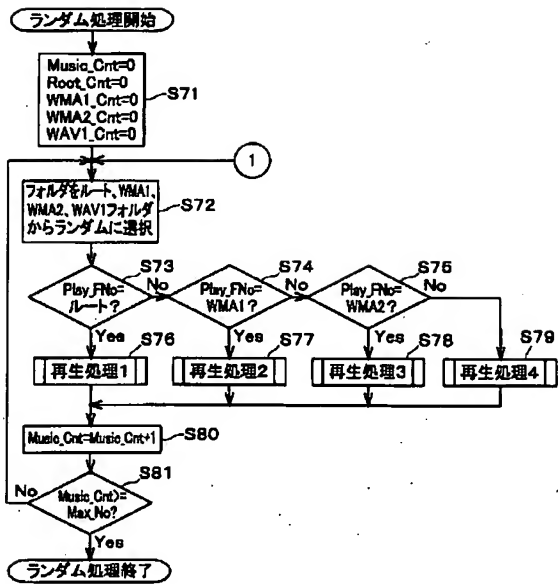 ランダム処理開始
Music_Cnt=0
Root_Cnt=0
WMA1_Cnt=0
WMA2_Cnt=0
WAV1_Cnt=0
S71
1
フォルダをルート、WMA1、
WMA2、WAV1フォルダ
からランダムに選択
S72
S73
Play_FNo=
ルート?
No
S74
Play_FNo=
WMA1?
No
S75
Play_FNo=
WMA2?
No
Yes
Yes
Yes
S76
再生処理1
S77
再生処理2
S78
再生処理3
S79
再生処理4
Music_Cnt=Music_Cnt+1
S80
S81
No
Music_Cnt>=
Max_No?
Yes
ランダム処理終了